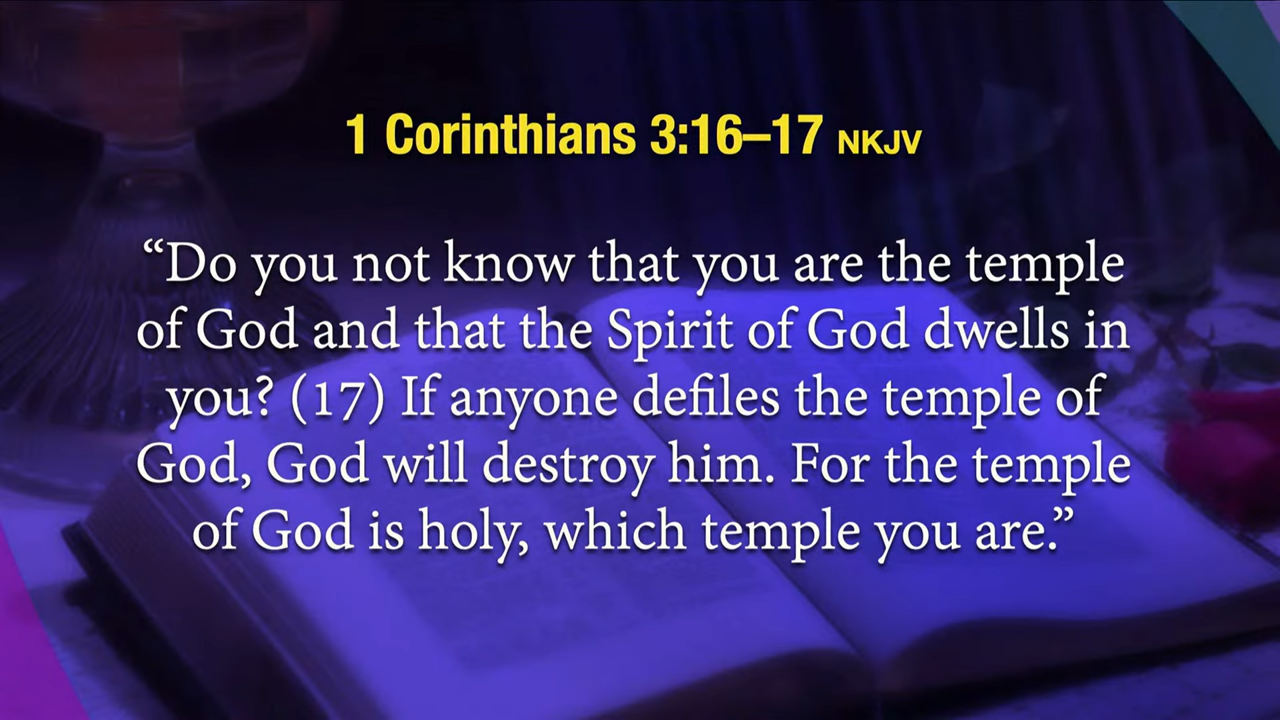 1 Corinthians 3:16–17 NKJV
“Do you not know that you are the temple
of God and that the Spirit of God dwells in
you? (17) If anyone defiles the temple of
God, God will destroy him. For the temple
of God is holy, which temple you are.”